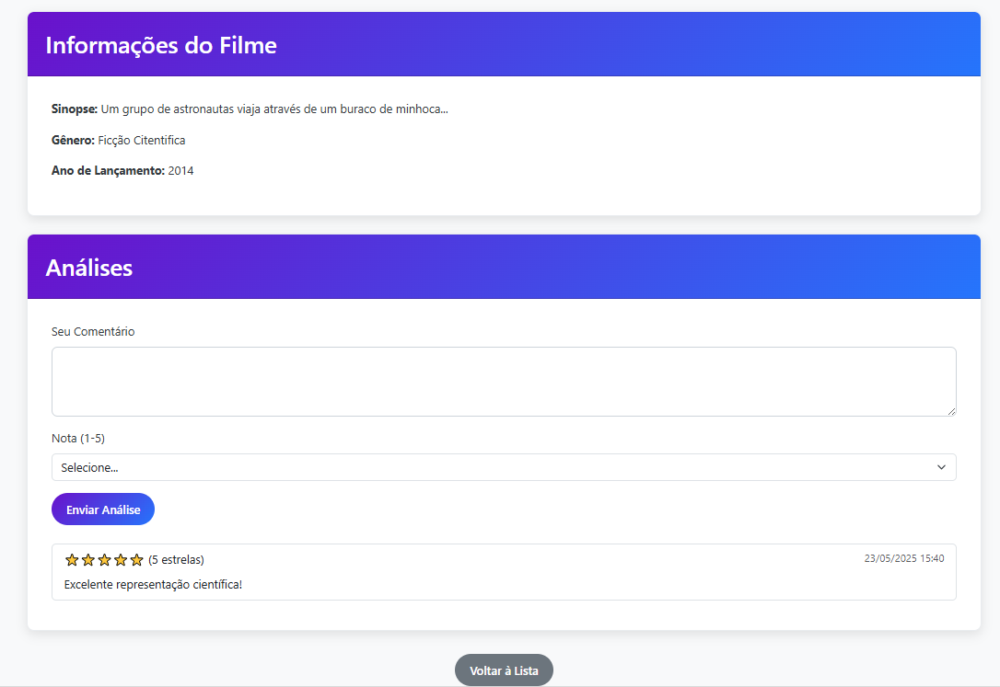 Informações do Filme
Sinopse: Um grupo de astronautas viaja através de um buraco de minhoca...
Gênero: Ficção Citentifica
Ano de Lançamento: 2014
Análises
Seu Comentário
Nota (1-5)
Selecione...
Enviar Análise
(5 estrelas) 23/05/2025 15:40
Excelente representação científica!
Voltar à Lista